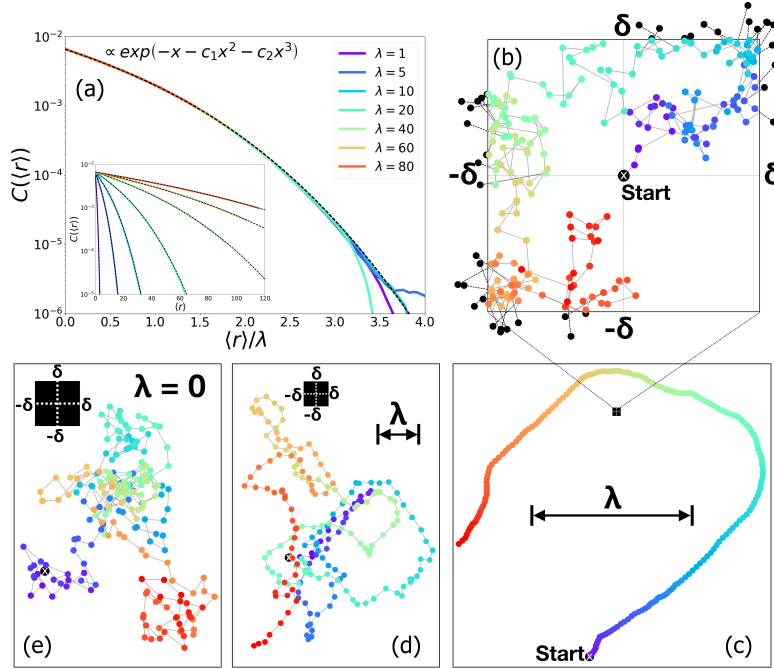 10⁻²
10⁻³
10⁻⁴
10⁻⁵
10⁻⁶
C(⟨r⟩)
∝ exp(−x − c₁x² − c₂x³)
(a)
λ = 1
λ = 5
λ = 10
λ = 20
λ = 40
λ = 60
λ = 80
10⁻²
10⁻³
10⁻⁴
10⁻⁵
C(⟨r⟩)
0 20 40 60 80 100 120
⟨r⟩
0.0 0.5 1.0 1.5 2.0 2.5 3.0 3.5 4.0
⟨r⟩/λ
(b)
δ
-δ
δ
Start
-δ
δ
-δ
δ
-δ
λ = 0
(e)
δ
-δ
δ
-δ
λ
(d)
λ
Start
(c)